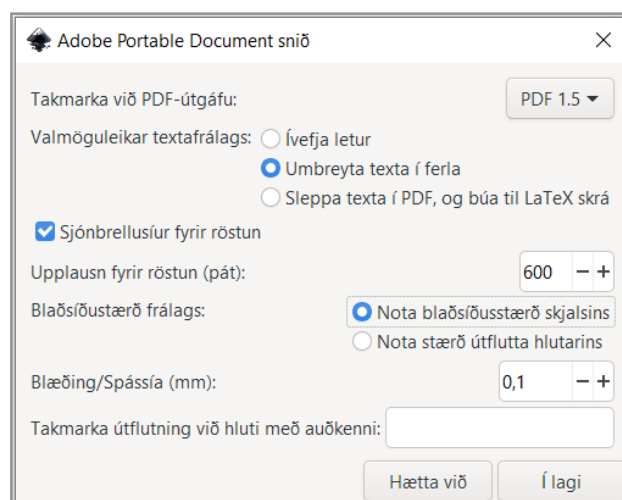 Adobe Portable Document snið
Takmarka við PDF-útgáfu: PDF 1.5
Valmöguleikar textafrálags: Ívefja letur
Umbreyta texta í ferla
Sleppa texta í PDF, og búa til LaTeX skrá
Sjónbrellusíur fyrir röstun
Upplausn fyrir röstun (pát): 600
Blaðsíðustærð frálags: Nota blaðsíðusstærð skjalsins
Nota stærð útflutta hlutarins
Blæðing/Spássía (mm): 0,1
Takmarka útflutning við hluti með auðkenni:
Hætta við Í lagi